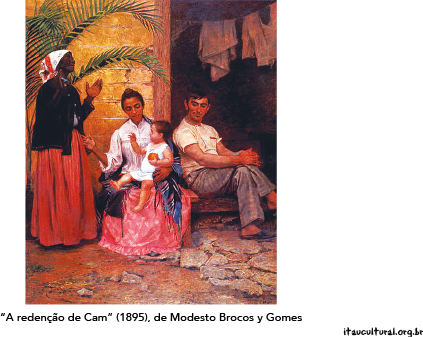 “A redenção de Cam” (1895), de Modesto Brocos y Gomes
itaucultural.org.br